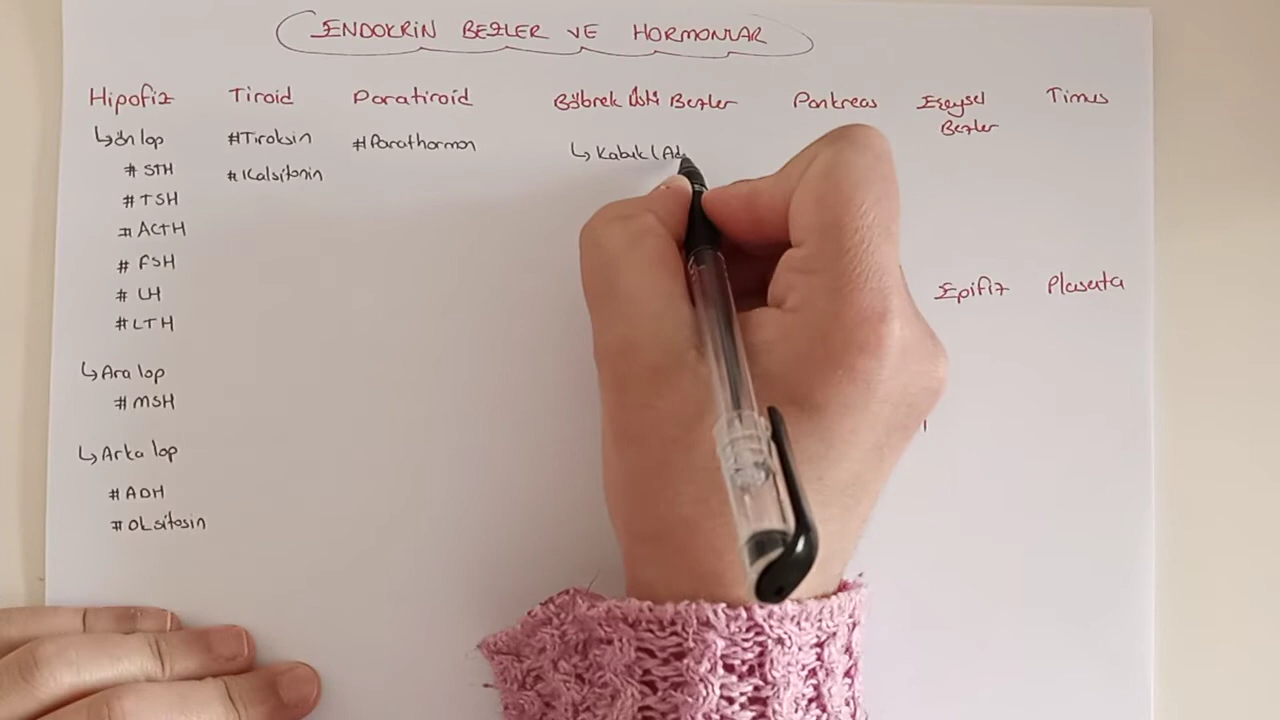 ENDOKRİN BEZLER VE HORMONLAR
Hipofiz
↳ ön lop
# STH
# TSH
# ACTH
# FSH
# LH
# LTH
↳ Ara lop
# MSH
↳ Arka lop
# ADH
# Oksitosin
Tiroid
# Tiroksin
# Kalsitonin
Paratiroid
# Parathormon
Böbrek Üstü Bezler
↳ Kabuk (Ad
Pankreas
Eşeysel
Bezler
Timus
Epifiz
Plasenta